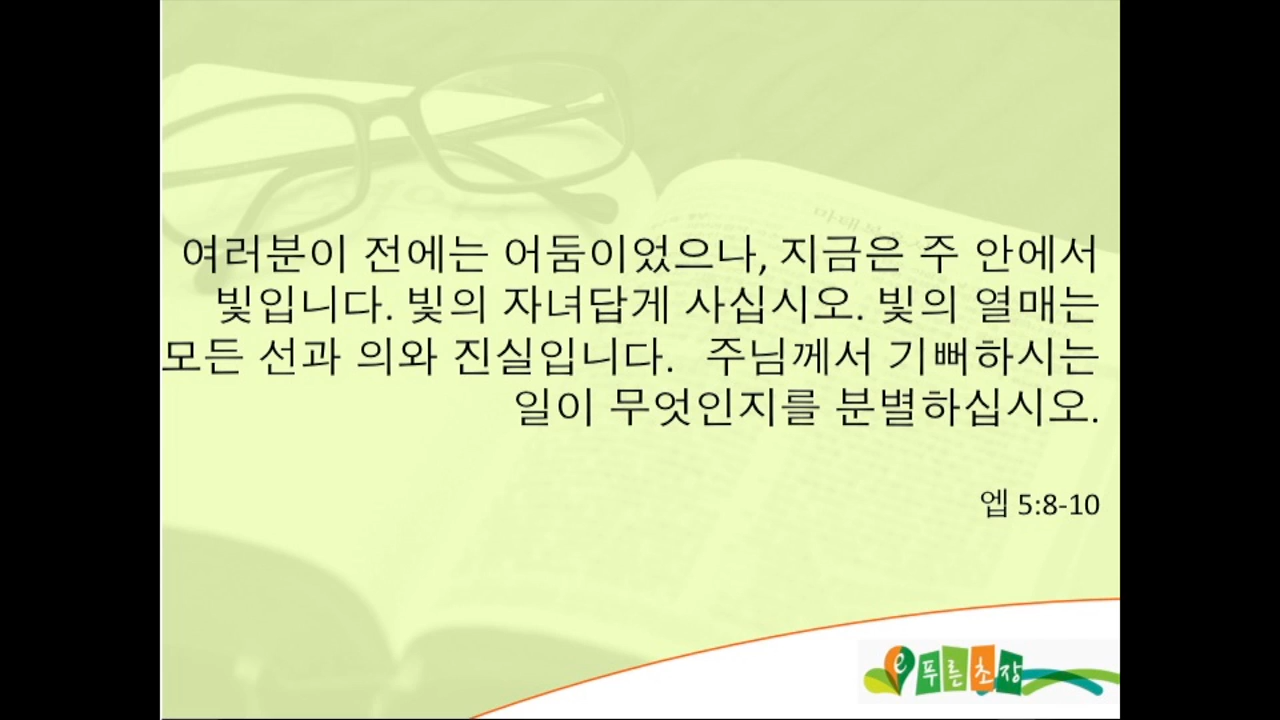 여러분이 전에는 어둠이었으나, 지금은 주 안에서
빛입니다. 빛의 자녀답게 사십시오. 빛의 열매는
모든 선과 의와 진실입니다. 주님께서 기뻐하시는
일이 무엇인지를 분별하십시오.
엡 5:8-10
e푸른초장